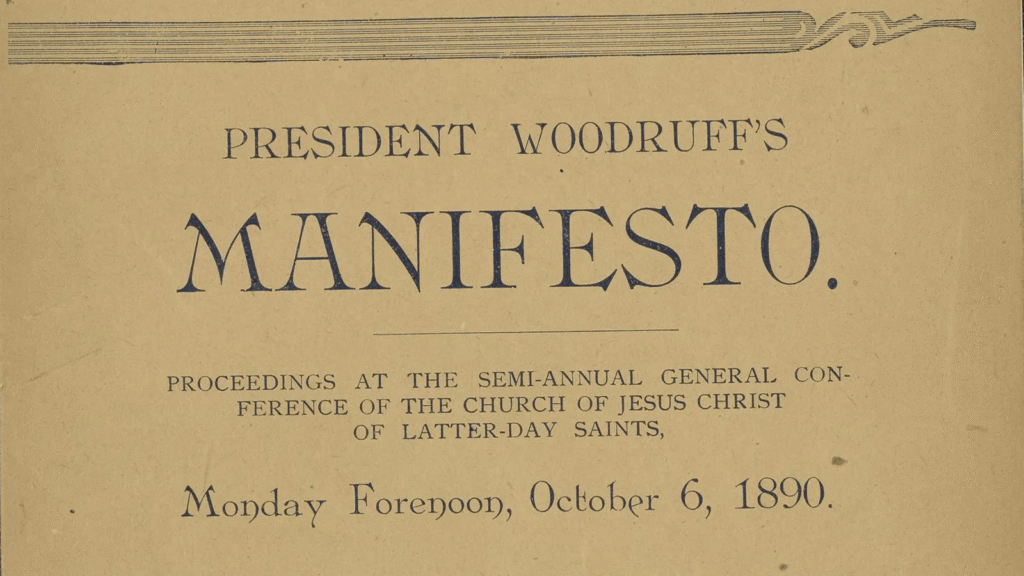 PRESIDENT WOODRUFF'S
MANIFESTO.
PROCEEDINGS AT THE SEMI-ANNUAL GENERAL CON-
FERENCE OF THE CHURCH OF JESUS CHRIST
OF LATTER-DAY SAINTS,
Monday Forenoon, October 6, 1890.